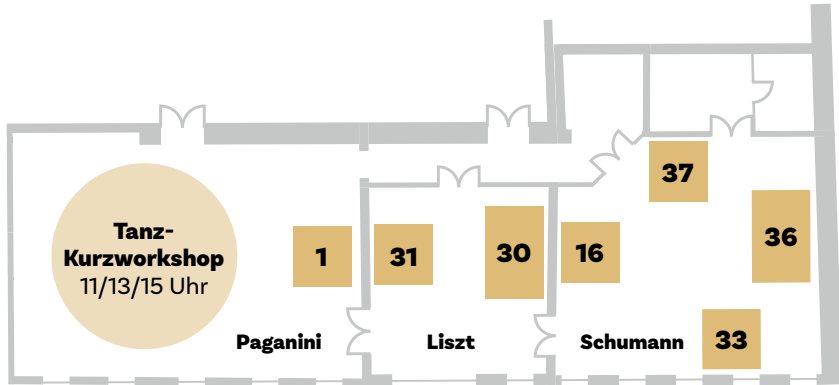 Tanz-
Kurzworkshop
11/13/15 Uhr
1
Paganini
31
30
Liszt
16
37
36
33
Schumann